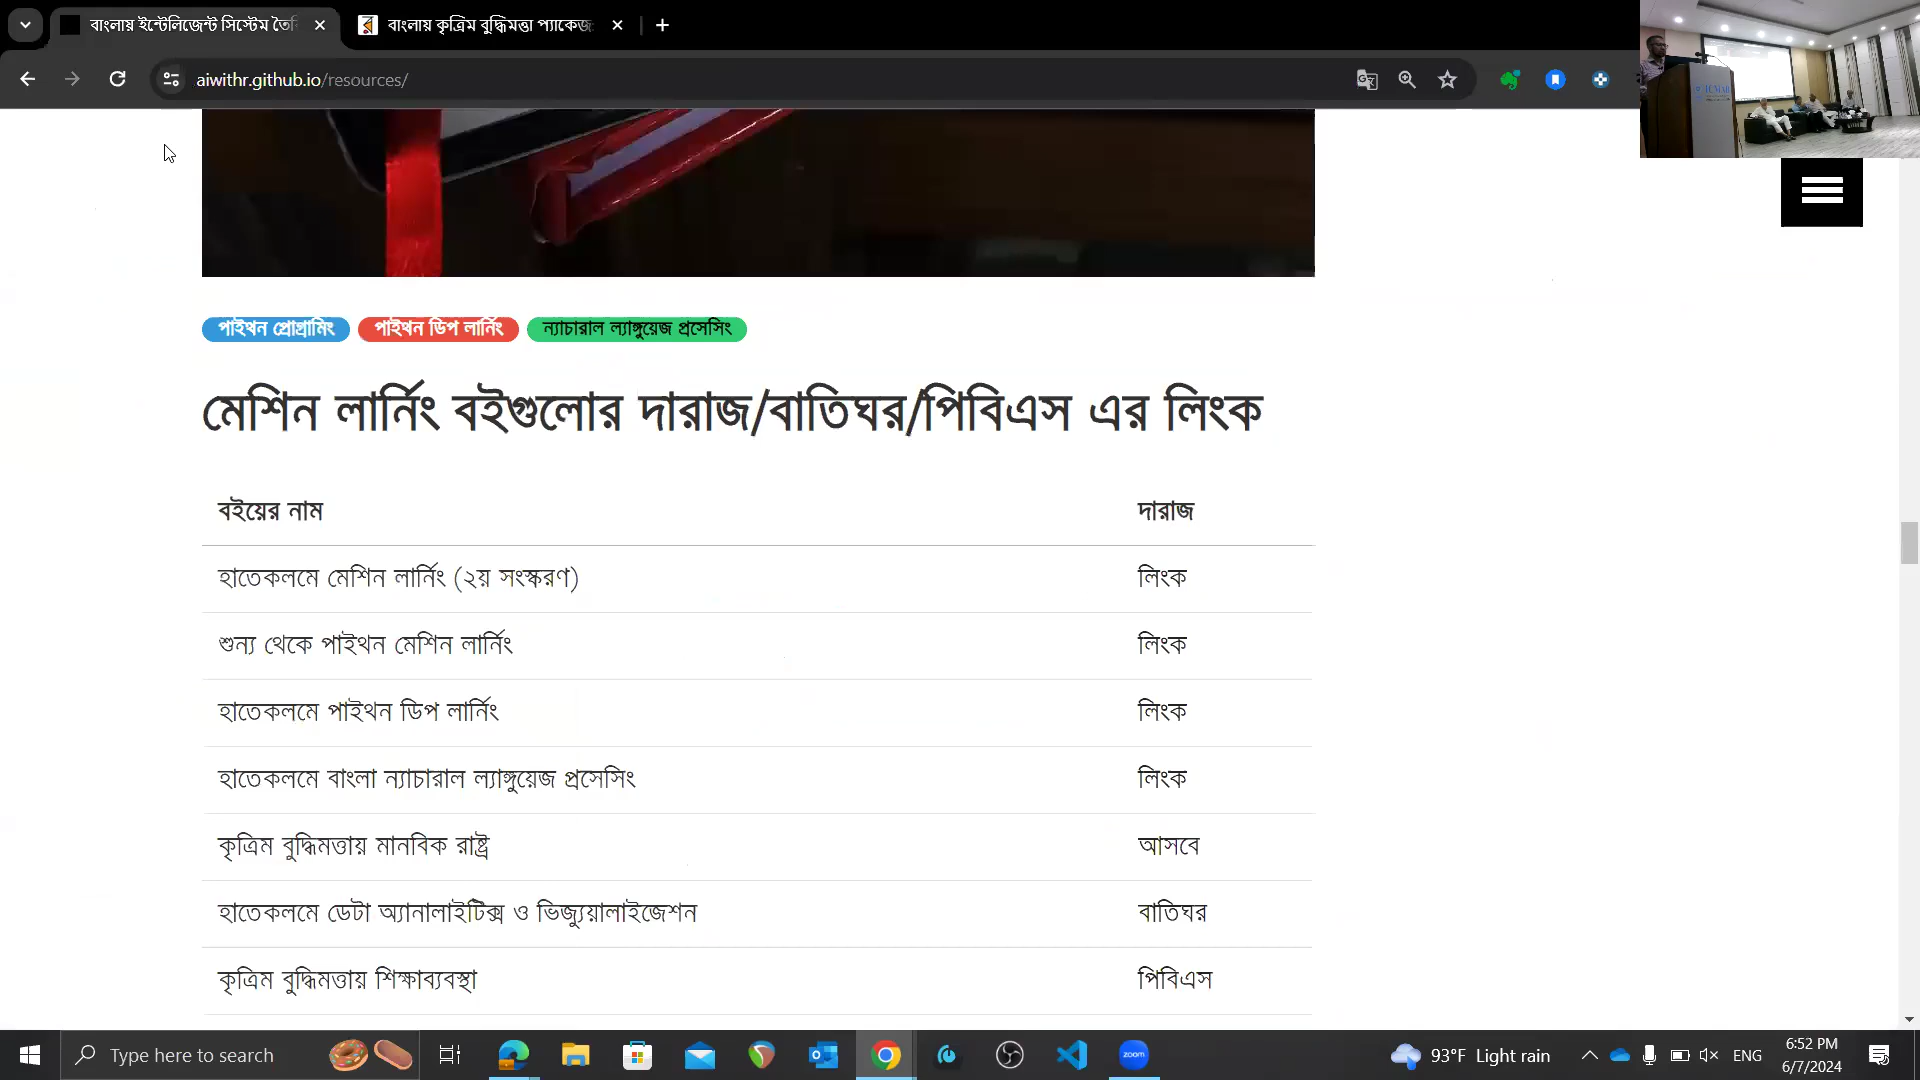 বাংলায় ইন্টেলিজেন্ট সিস্টেম তৈরি
বাংলায় কৃত্রিম বুদ্ধিমত্তা প্যাকেজ:
aiwithr.github.io/resources/
পাইথন প্রোগ্রামিং
পাইথন ডিপ লার্নিং
ন্যাচারাল ল্যাঙ্গুয়েজ প্রসেসিং
মেশিন লার্নিং বইগুলোর দারাজ/বাতিঘর/পিবিএস এর লিংক
বইয়ের নাম দারাজ
হাতেকলমে মেশিন লার্নিং (২য় সংস্করণ) লিংক
শুন্য থেকে পাইথন মেশিন লার্নিং লিংক
হাতেকলমে পাইথন ডিপ লার্নিং লিংক
হাতেকলমে বাংলা ন্যাচারাল ল্যাঙ্গুয়েজ প্রসেসিং লিংক
কৃত্রিম বুদ্ধিমত্তায় মানবিক রাষ্ট্র আসবে
হাতেকলমে ডেটা অ্যানালাইটিক্স ও ভিজ্যুয়ালাইজেশন বাতিঘর
কৃত্রিম বুদ্ধিমত্তায় শিক্ষাব্যবস্থা পিবিএস
Type here to search
zoom
93°F Light rain
ENG
6:52 PM
6/7/2024